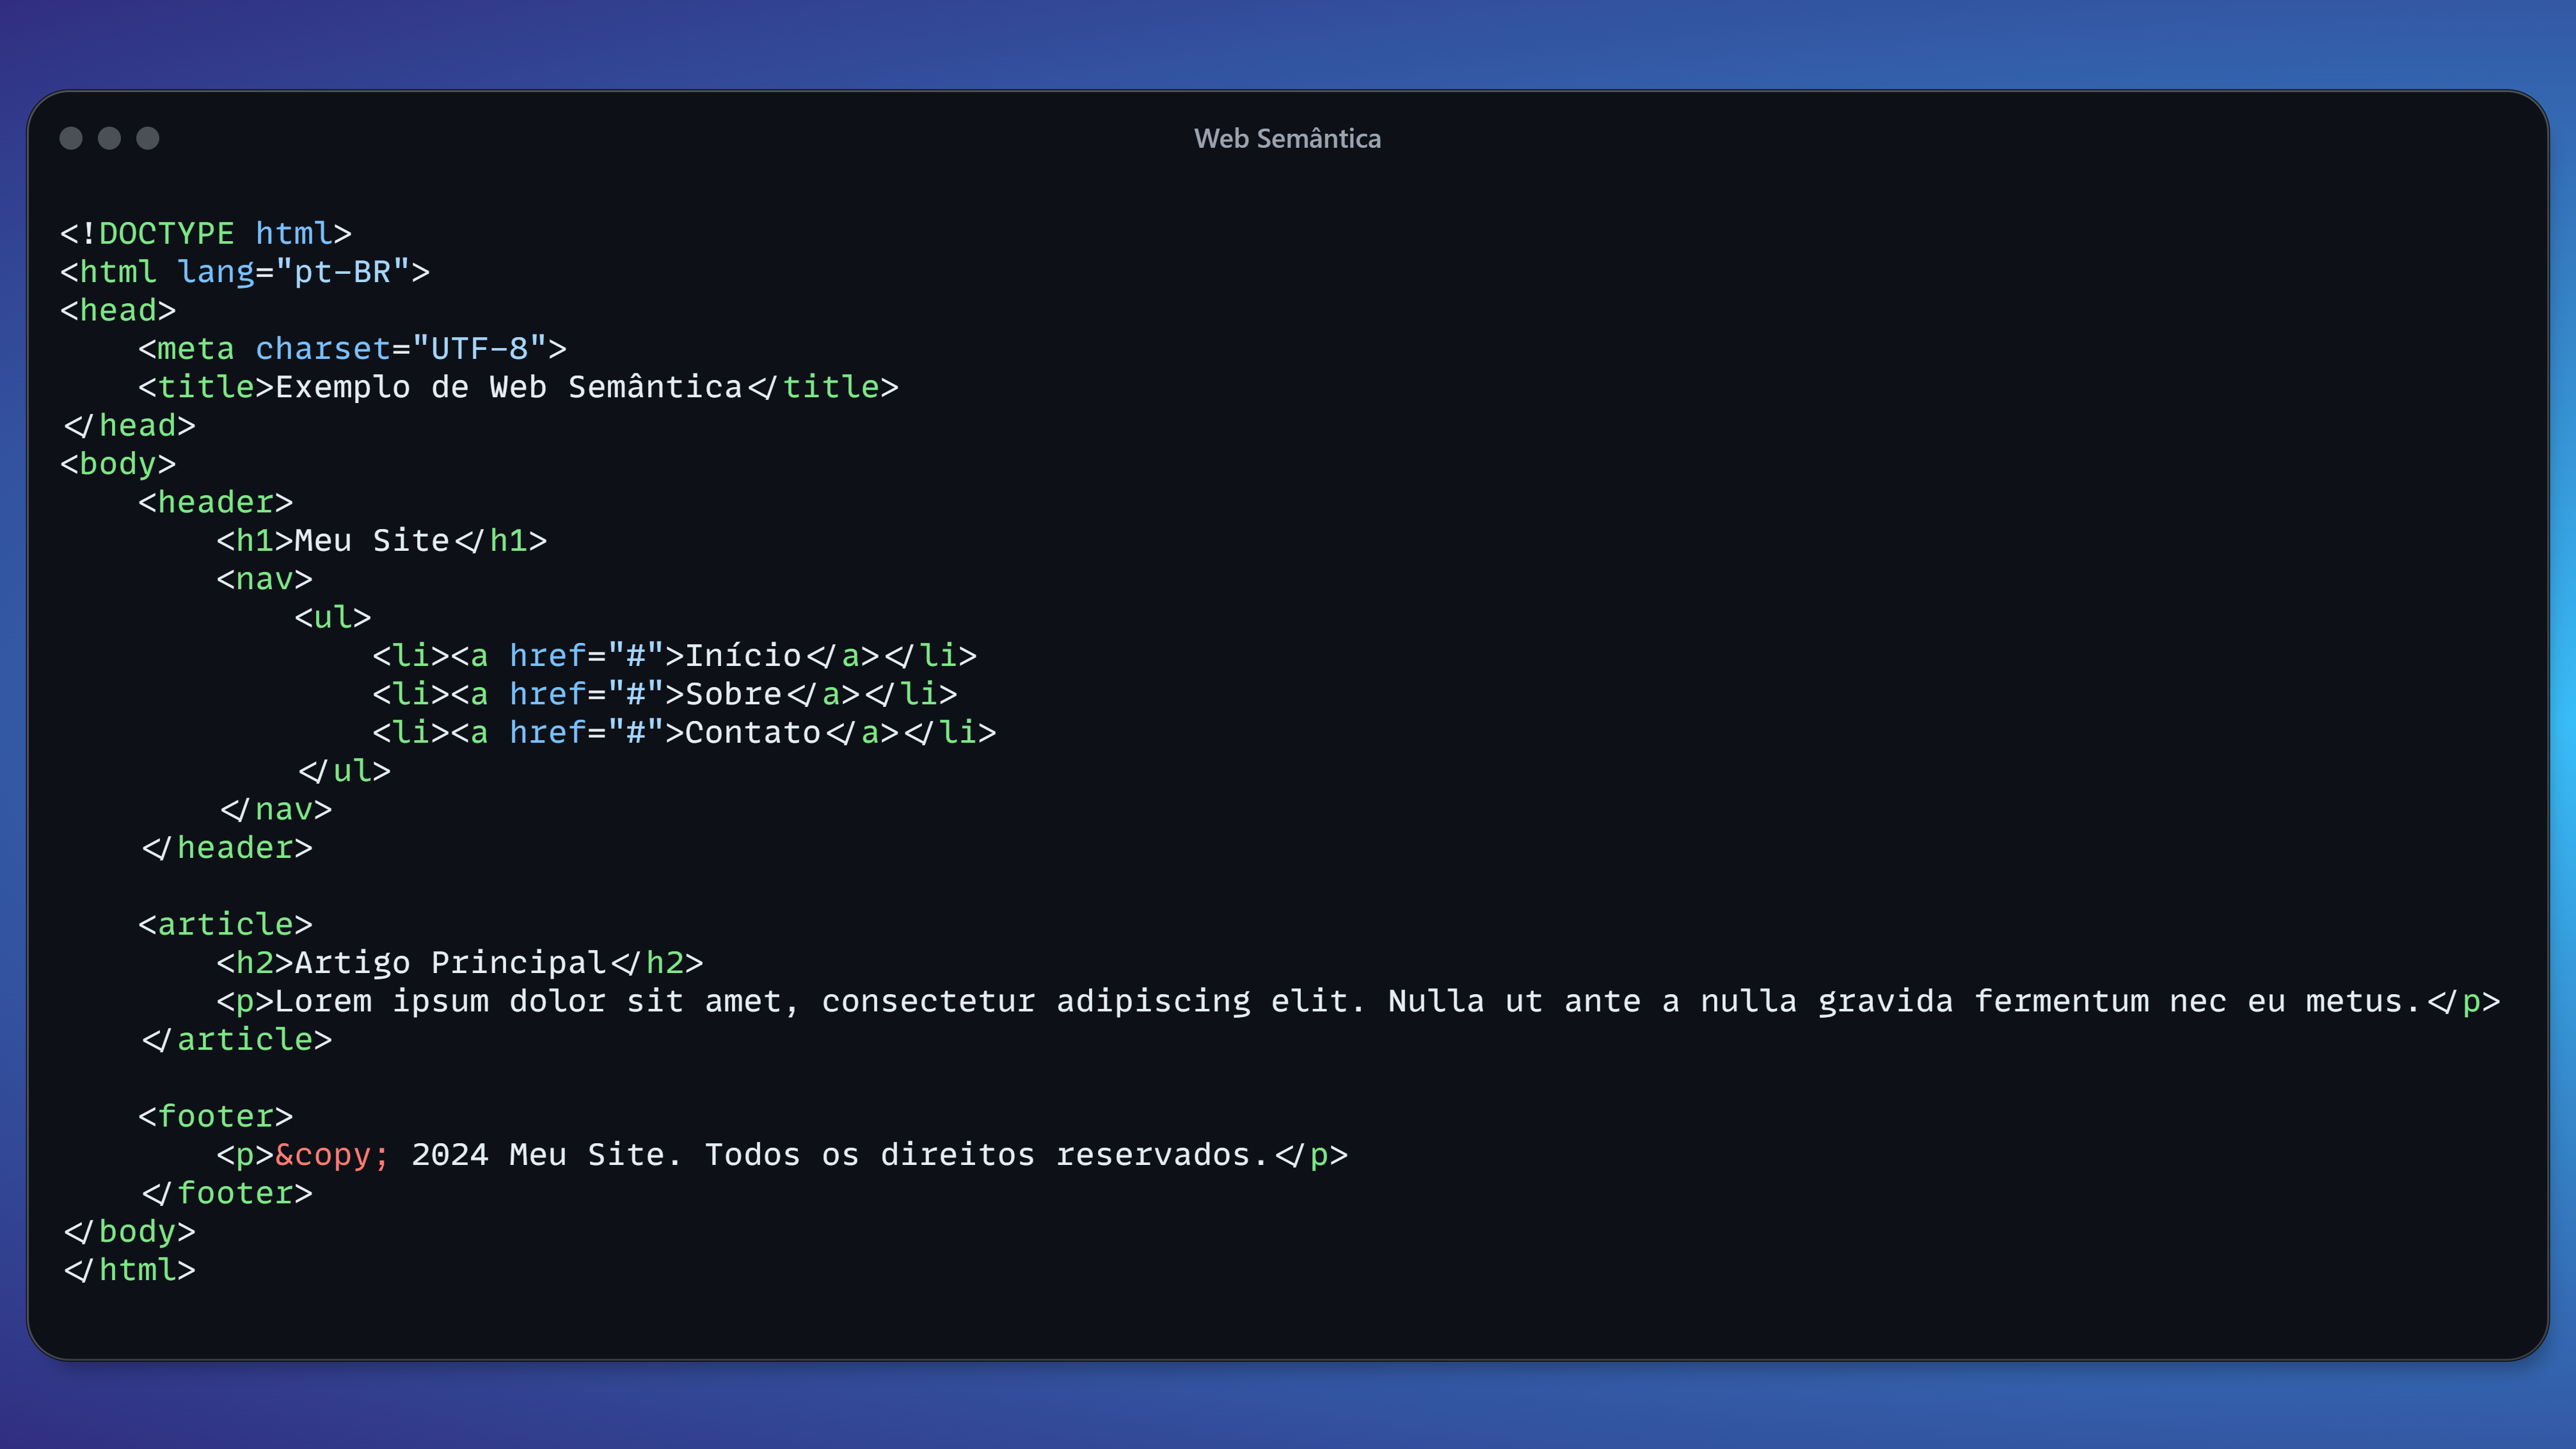 Web Semântica
<!DOCTYPE html>
<html lang="pt-BR">
<head>
    <meta charset="UTF-8">
    <title>Exemplo de Web Semântica</title>
</head>
<body>
    <header>
        <h1>Meu Site</h1>
        <nav>
            <ul>
                <li><a href="#">Início</a></li>
                <li><a href="#">Sobre</a></li>
                <li><a href="#">Contato</a></li>
            </ul>
        </nav>
    </header>

    <article>
        <h2>Artigo Principal</h2>
        <p>Lorem ipsum dolor sit amet, consectetur adipiscing elit. Nulla ut ante a nulla gravida fermentum nec eu metus.</p>
    </article>

    <footer>
        <p>&copy; 2024 Meu Site. Todos os direitos reservados.</p>
    </footer>
</body>
</html>